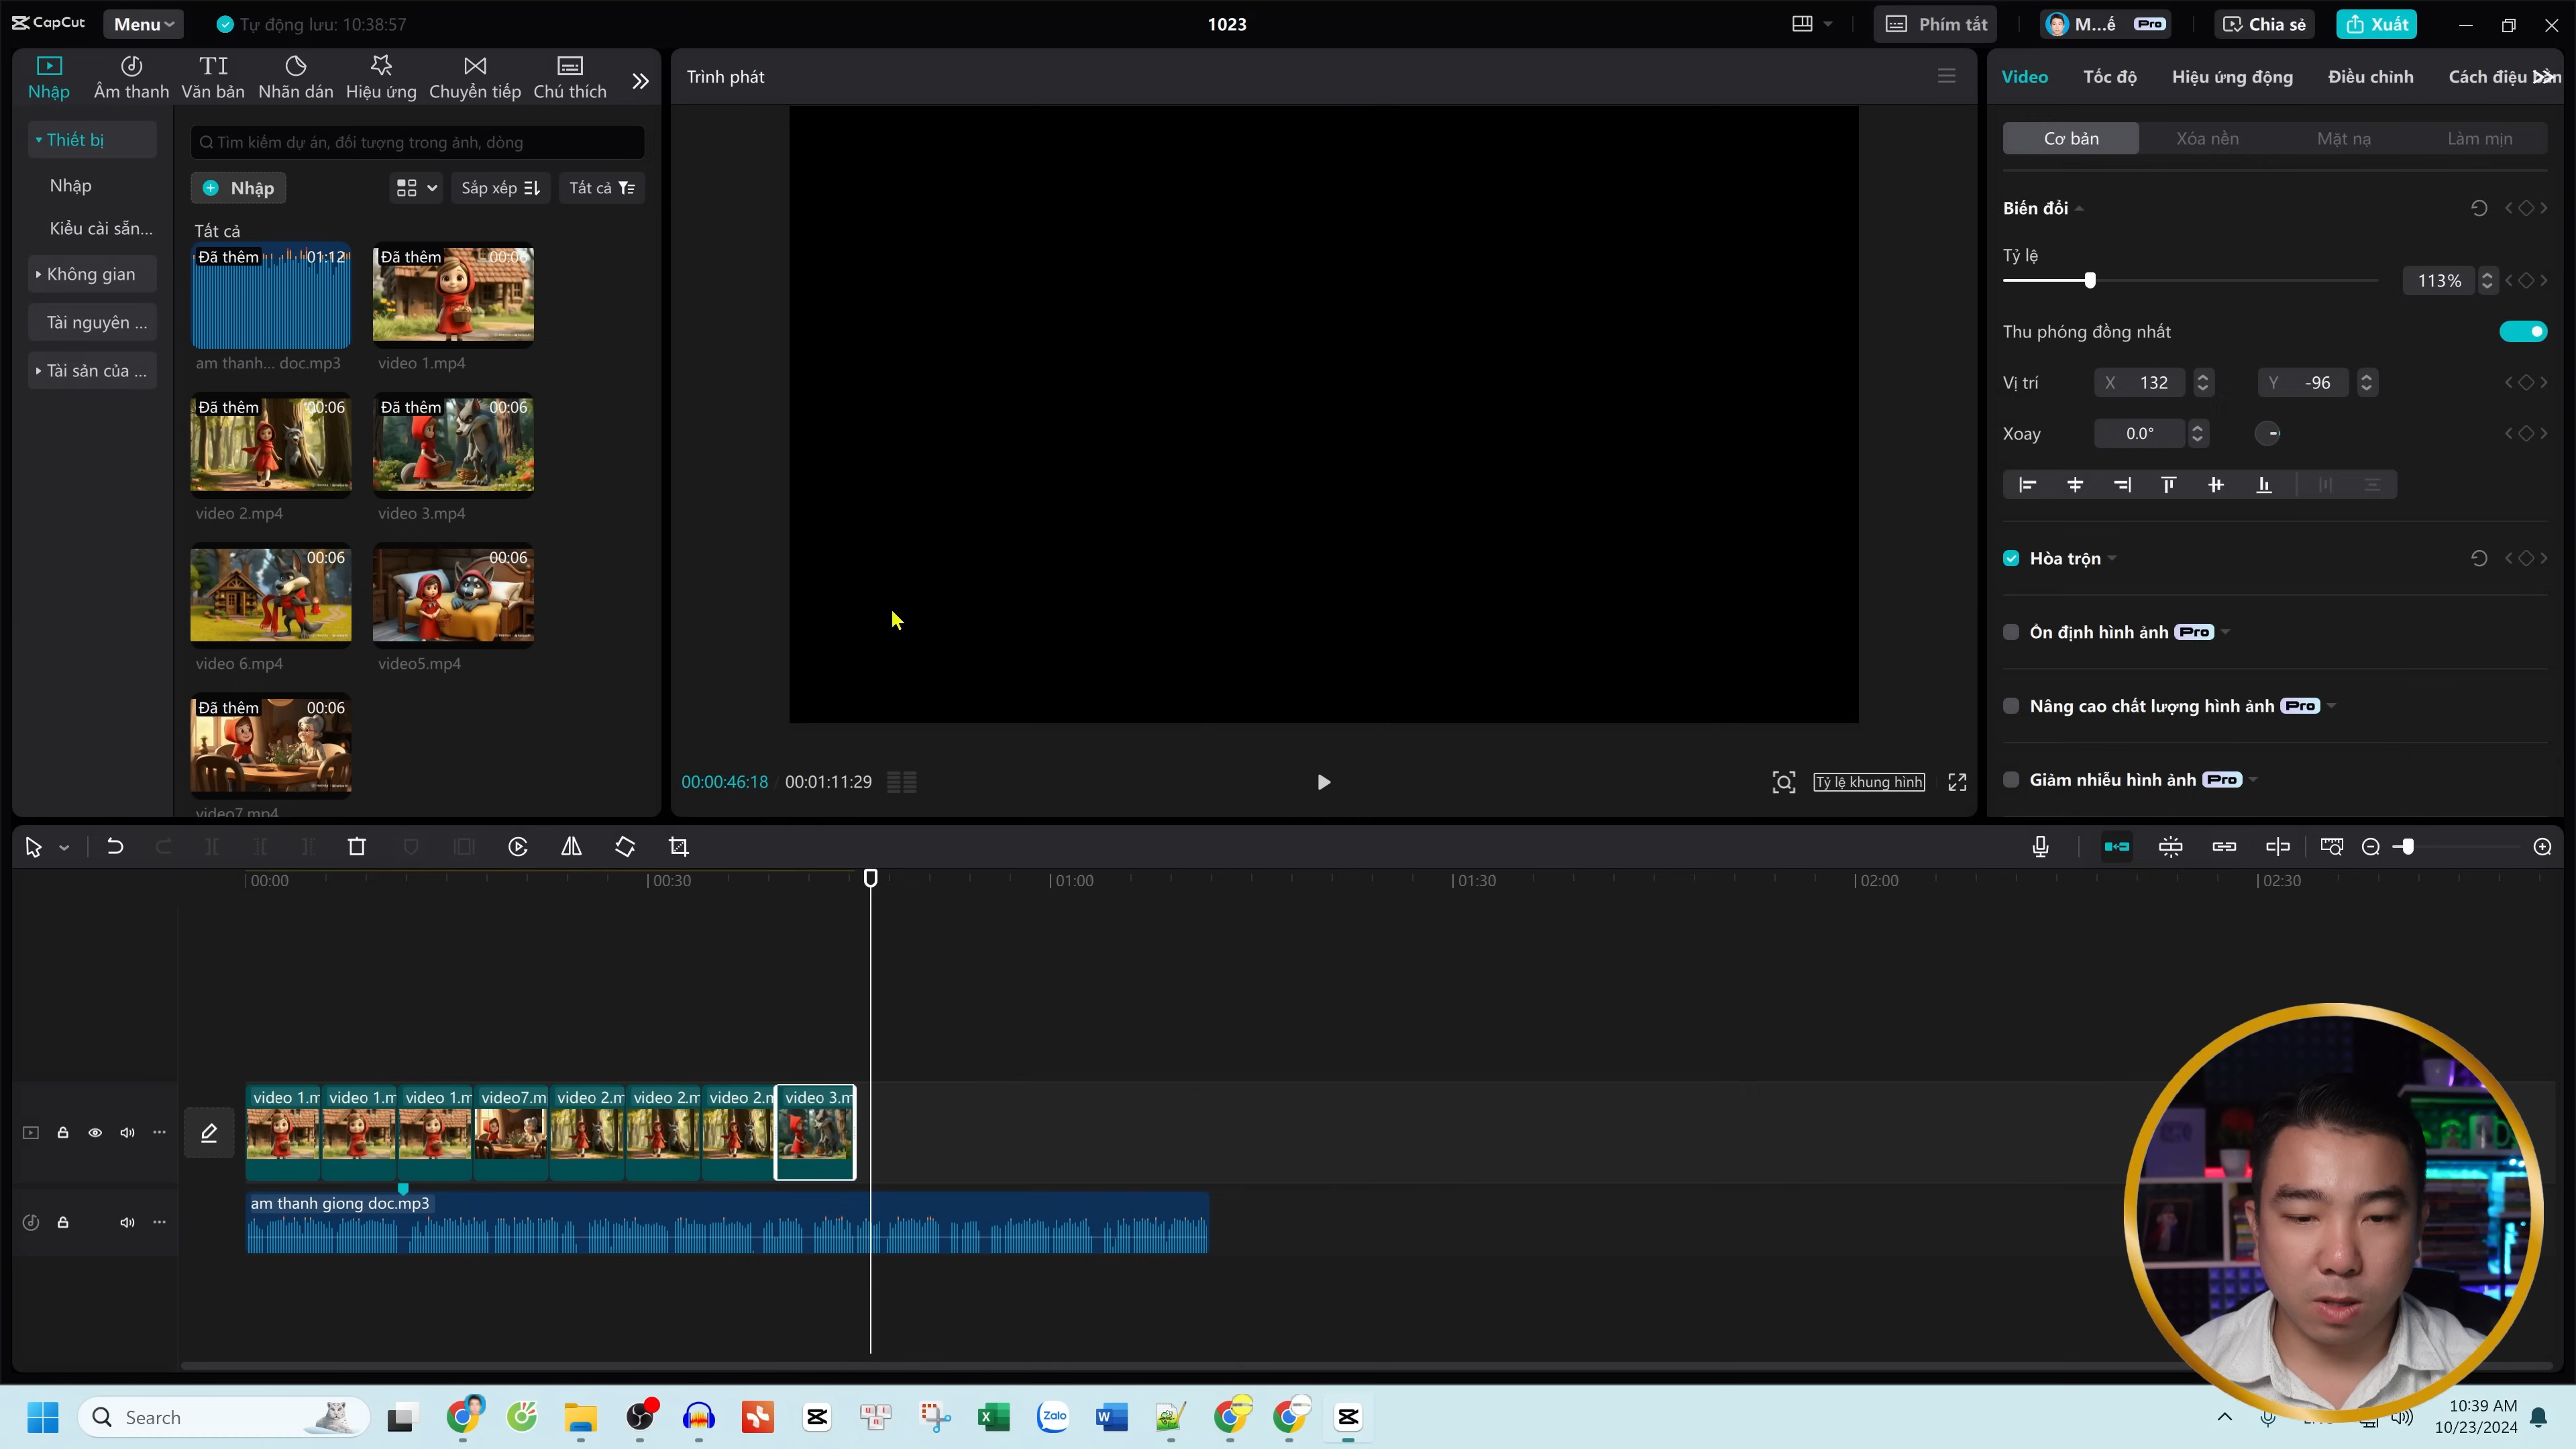 CapCut
Menu
Tự động lưu: 10:38:57
1023
Phím tắt
M...ế
Pro
Chia sẻ
Xuất
Nhập
Âm thanh
Văn bản
Nhãn dán
Hiệu ứng
Chuyển tiếp
Chú thích
Trình phát
Video
Tốc độ
Hiệu ứng động
Điều chỉnh
Cách điệu
Thiết bị
Nhập
Kiểu cài sẵn...
Không gian
Tài nguyên ...
Tài sản của ...
Tìm kiếm dự án, đối tượng trong ảnh, dòng
Nhập
Sắp xếp
Tất cả
Tất cả
Đã thêm
01:12
am thanh... doc.mp3
Đã thêm
00:06
video 1.mp4
Đã thêm
00:06
video 2.mp4
Đã thêm
00:06
video 3.mp4
00:06
video 6.mp4
00:06
video5.mp4
Đã thêm
00:06
video7.mp4
00:00:46:18
00:01:11:29
Tỷ lệ khung hình
Cơ bản
Xóa nền
Mặt nạ
Làm mịn
Biến đổi
Tỷ lệ
113%
Thu phóng đồng nhất
Vị trí
X 132
Y -96
Xoay
0.0°
Hòa trộn
Ổn định hình ảnh Pro
Nâng cao chất lượng hình ảnh Pro
Giảm nhiễu hình ảnh Pro
00:00
00:30
01:00
01:30
02:00
02:30
video 1.m
video 1.m
video 1.m
video7.m
video 2.m
video 2.m
video 2.m
video 3.m
am thanh giong doc.mp3
Search
Zalo
10:39 AM
10/23/2024